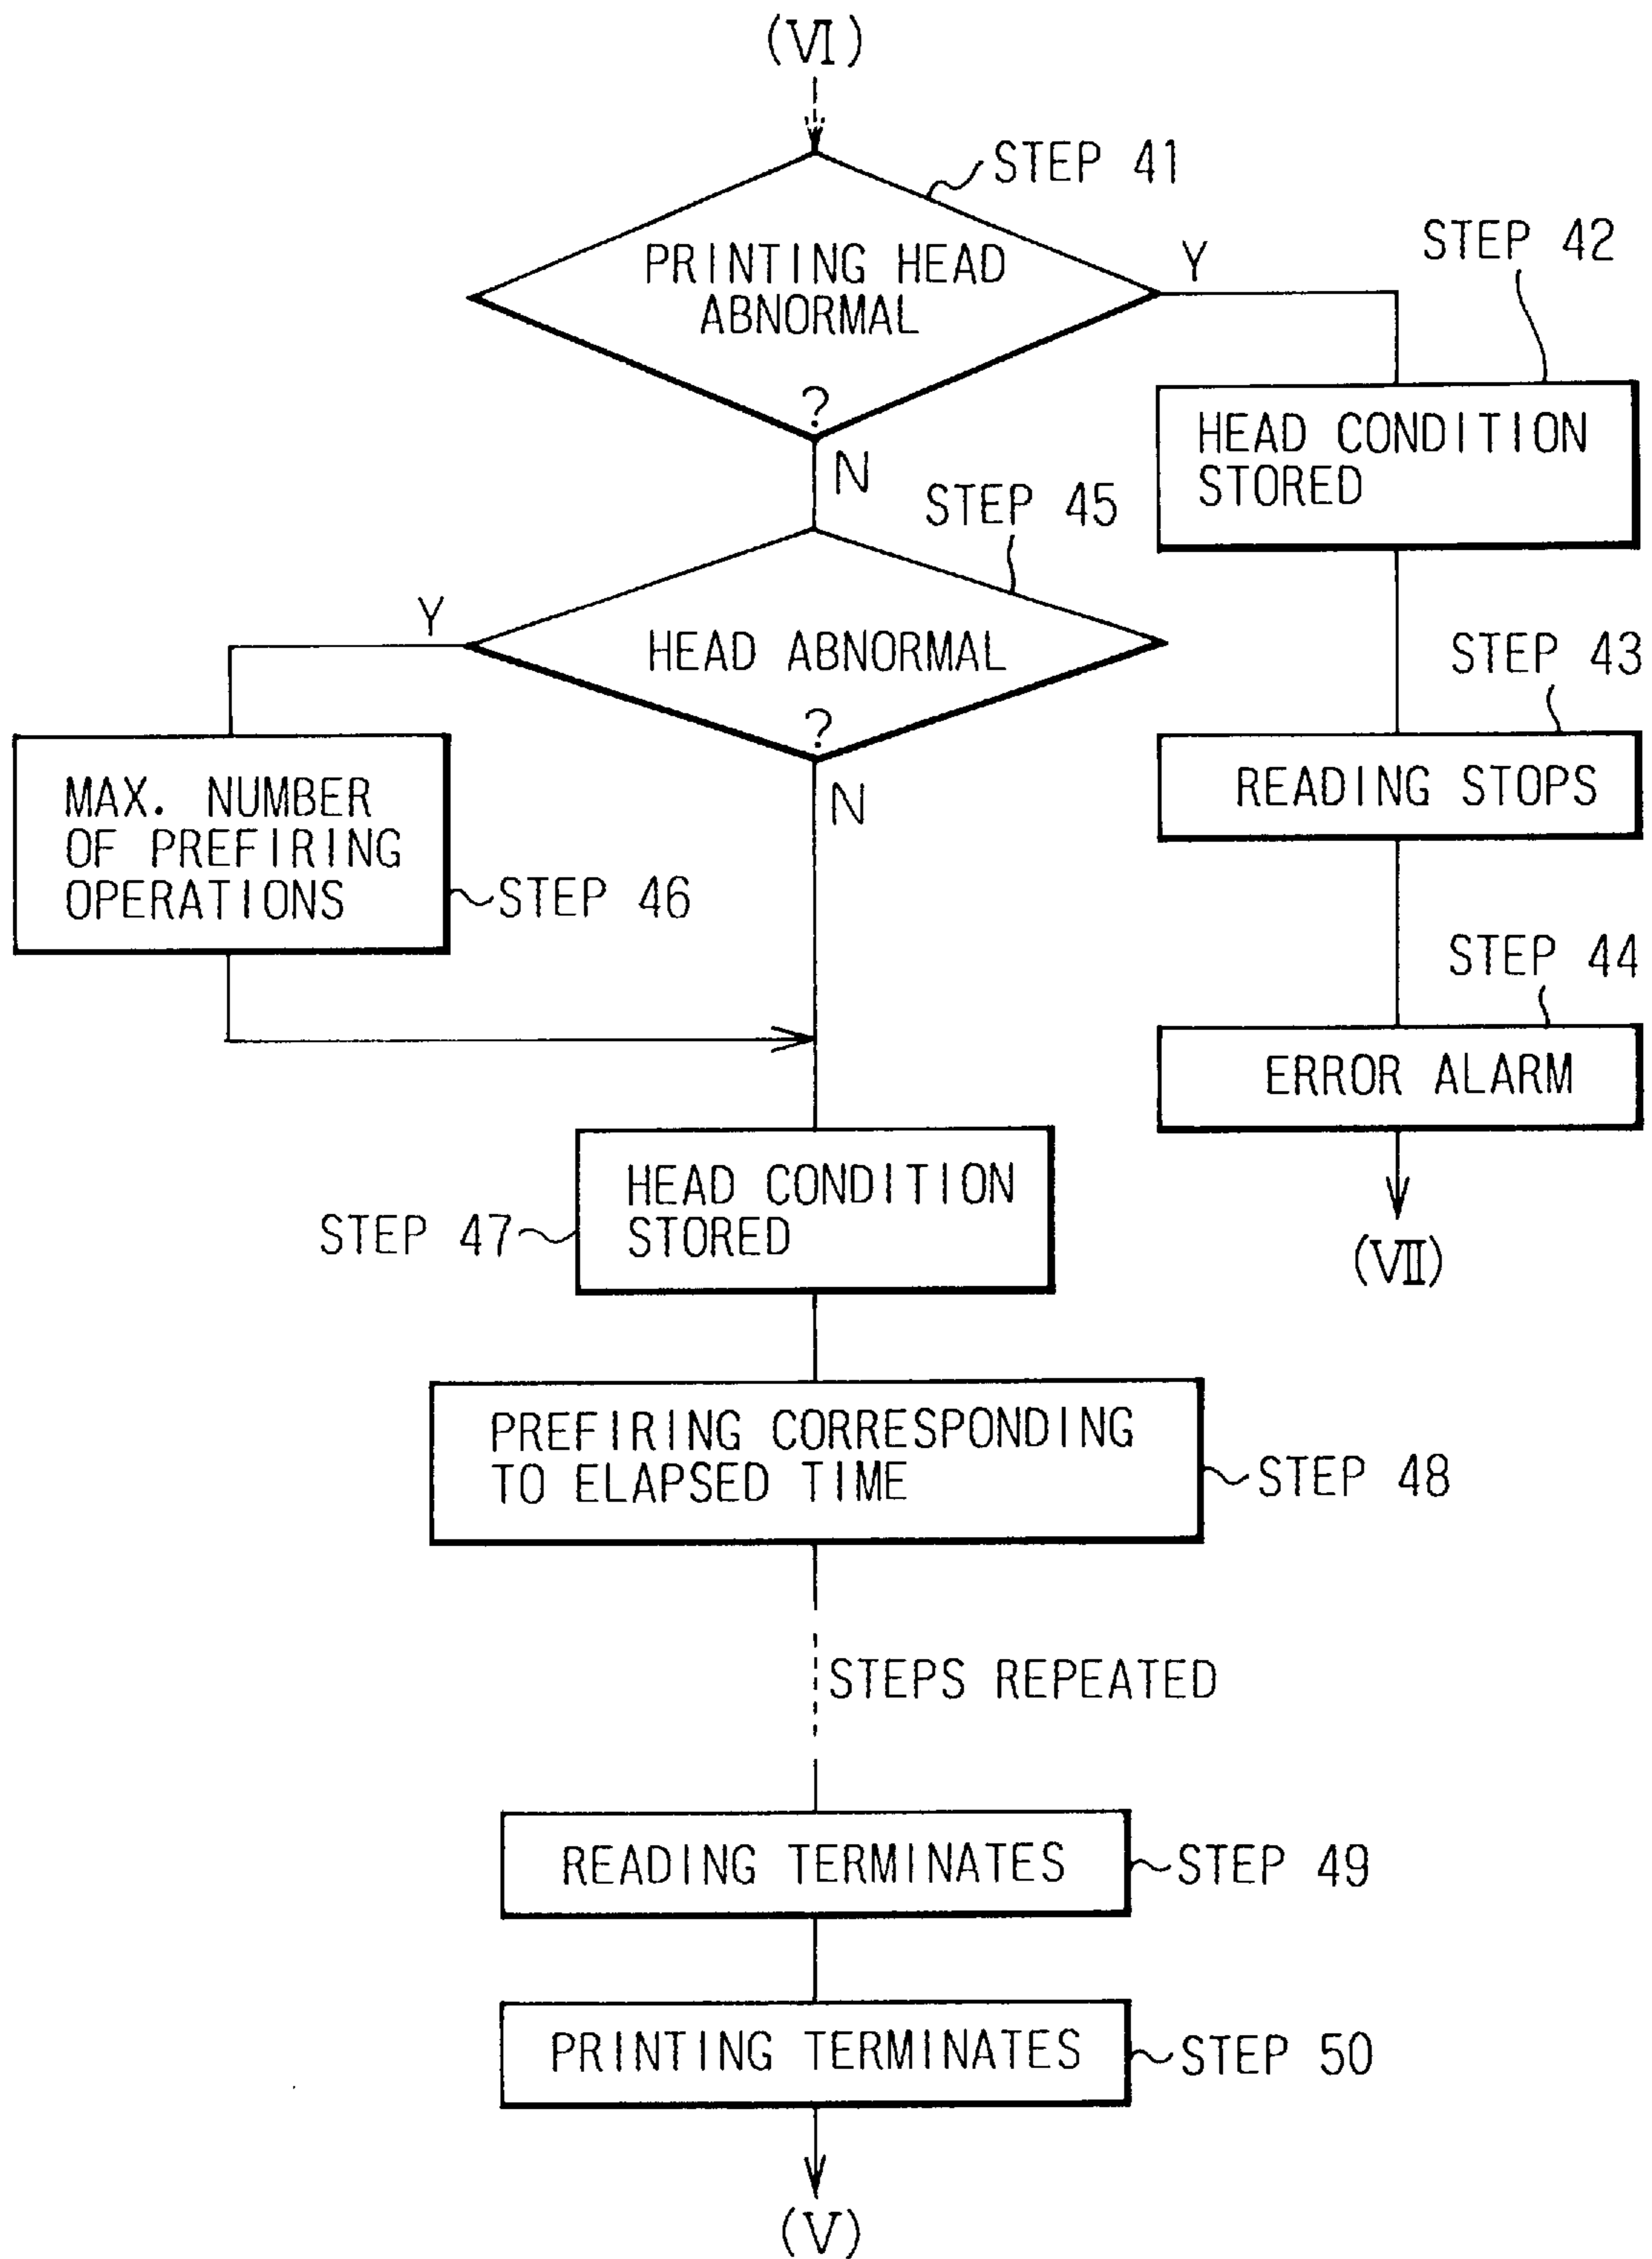 (VI)
STEP 41
PRINTING HEAD
ABNORMAL
?
Y
STEP 42
HEAD CONDITION
STORED
N
STEP 45
HEAD ABNORMAL
?
Y
STEP 43
READING STOPS
MAX. NUMBER
OF PREFIRING
OPERATIONS
STEP 46
N
STEP 44
ERROR ALARM
(VII)
HEAD CONDITION
STORED
STEP 47
PREFIRING CORRESPONDING
TO ELAPSED TIME
STEP 48
STEPS REPEATED
READING TERMINATES
STEP 49
PRINTING TERMINATES
STEP 50
(V)